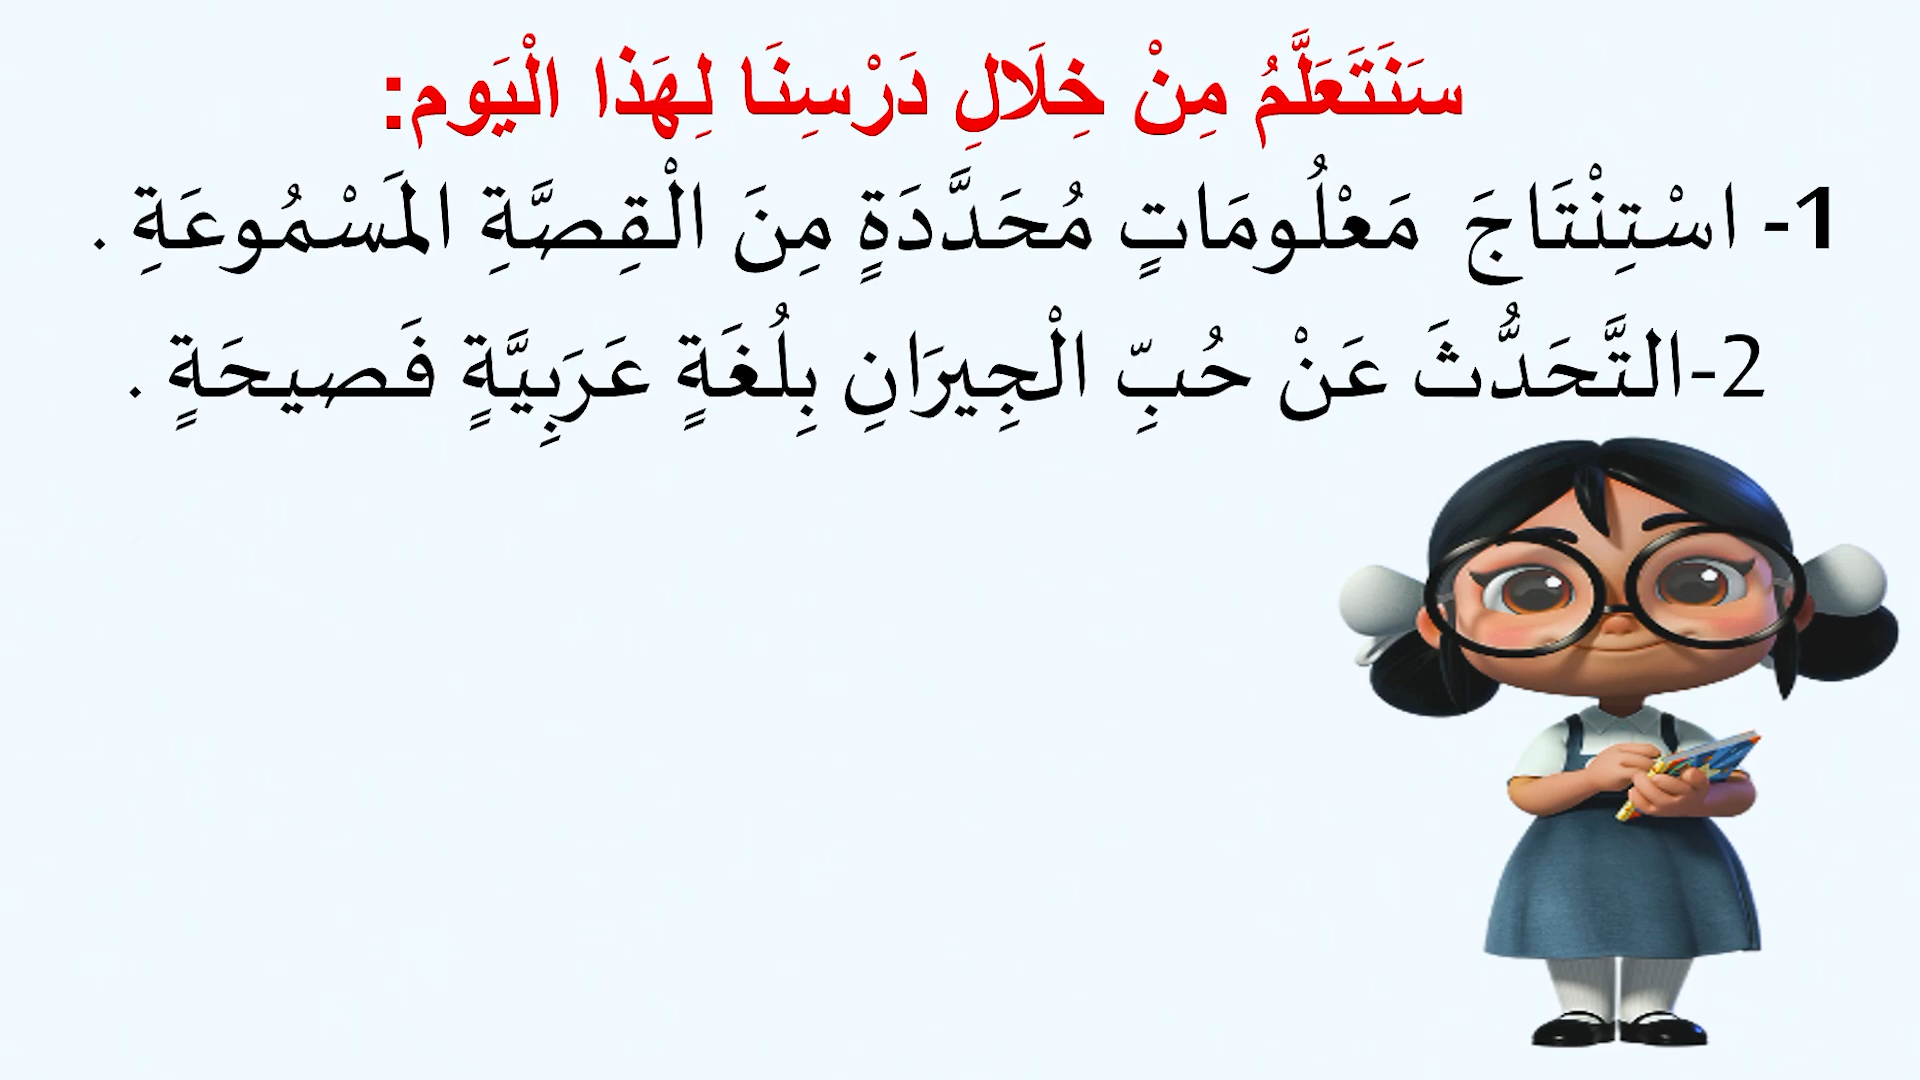 سَنَتَعَلَّمُ مِنْ خِلَالِ دَرْسِنَا لِهَذا الْيَوم:
1- اسْتِنْتَاجَ مَعْلُومَاتٍ مُحَدَّدَةٍ مِنَ الْقِصَّةِ المَسْمُوعَةِ .
2-التَّحَدُّثَ عَنْ حُبِّ الْجِيرَانِ بِلُغَةٍ عَرَبِيَّةٍ فَصيحَةٍ .